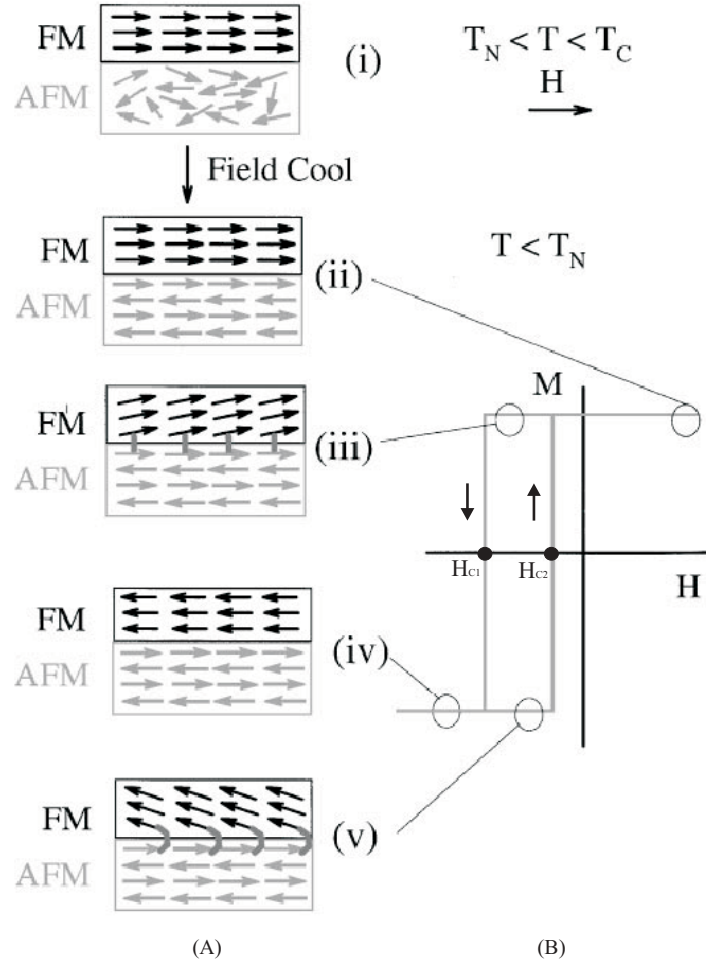 FM
AFM
(i)
T_N < T < T_C
H
Field Cool
FM
AFM
(ii)
T < T_N
M
FM
AFM
(iii)
H_C1
H_C2
H
FM
AFM
(iv)
FM
AFM
(v)
(A)
(B)